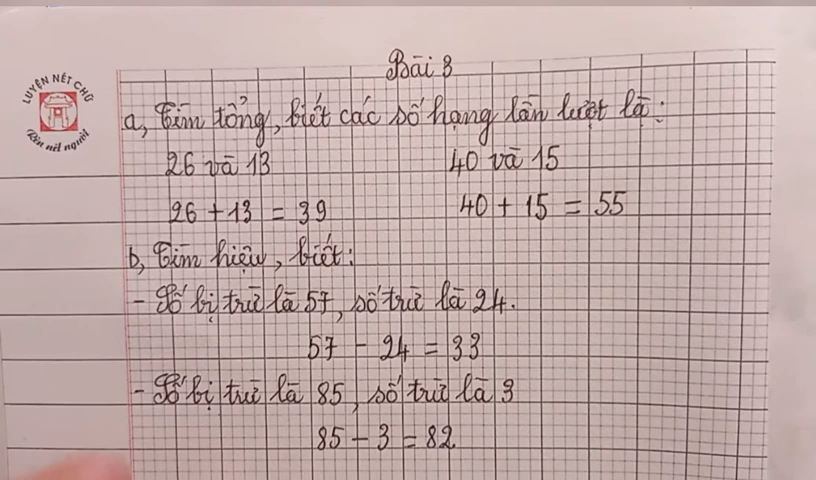 LUYỆN NÉT CHỮ
Rèn nết người
Bài 3
a, Tìm tổng, biết các số hạng lần lượt là:
26 và 13 40 và 15
26 + 13 = 39 40 + 15 = 55
b, Tìm hiệu, biết:
- Số bị trừ là 57, số trừ là 24.
57 - 24 = 33
- Số bị trừ là 85, số trừ là 3
85 - 3 = 82